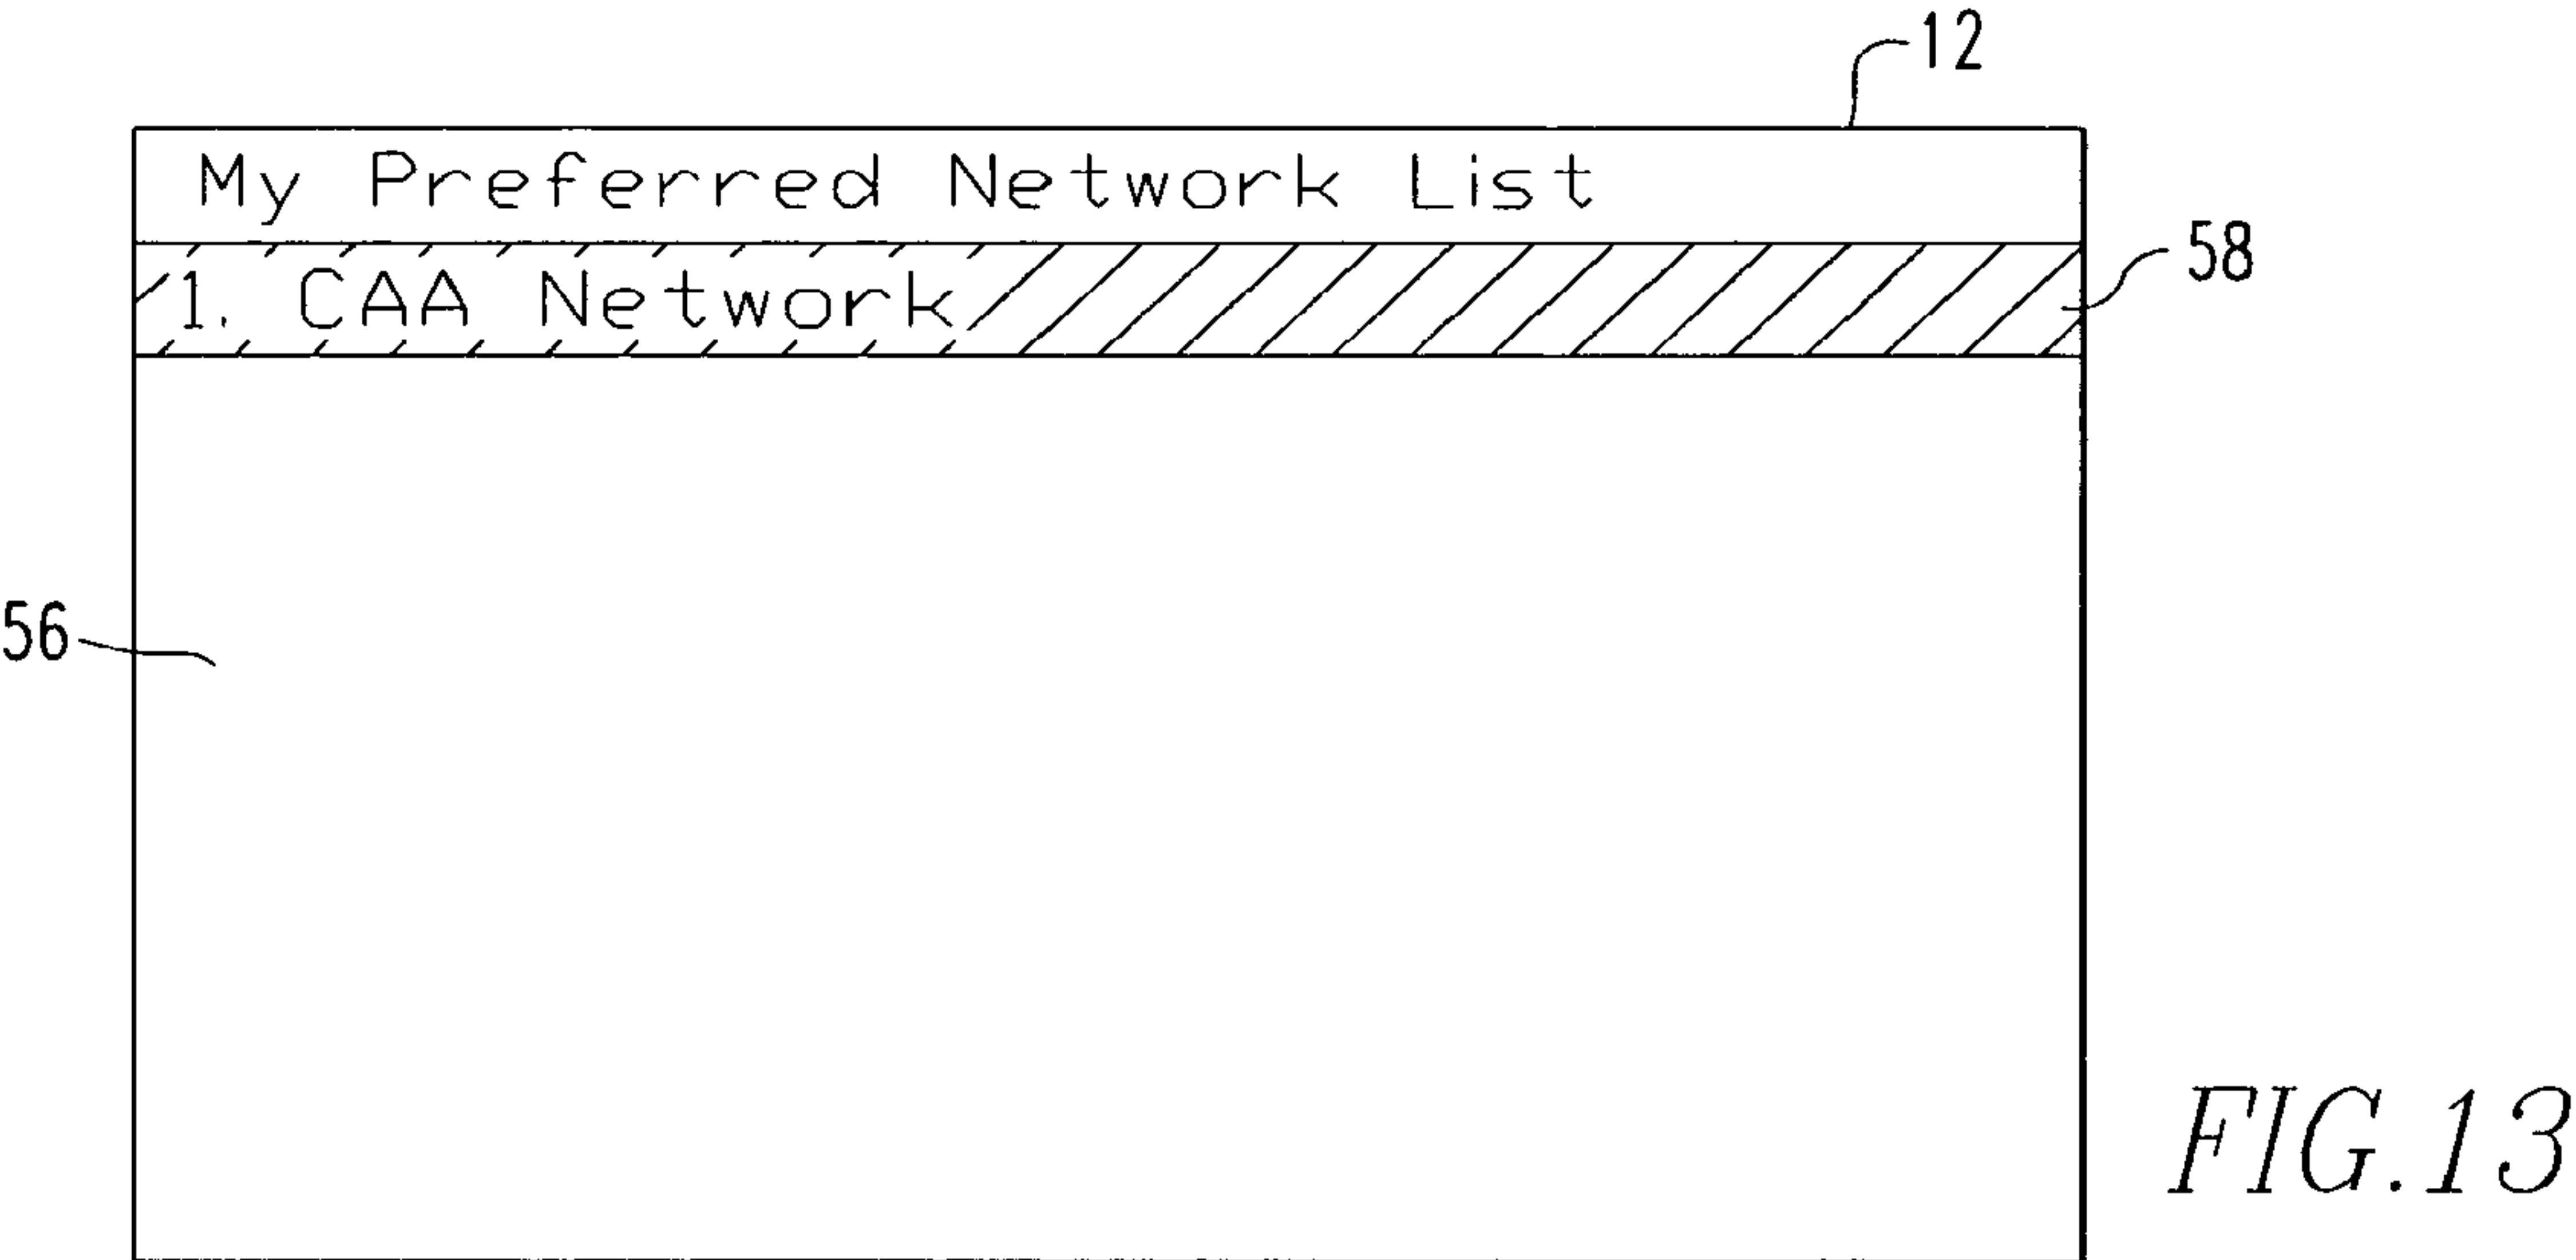 12
My Preferred Network List
58
1. CAA Network
56
FIG.13